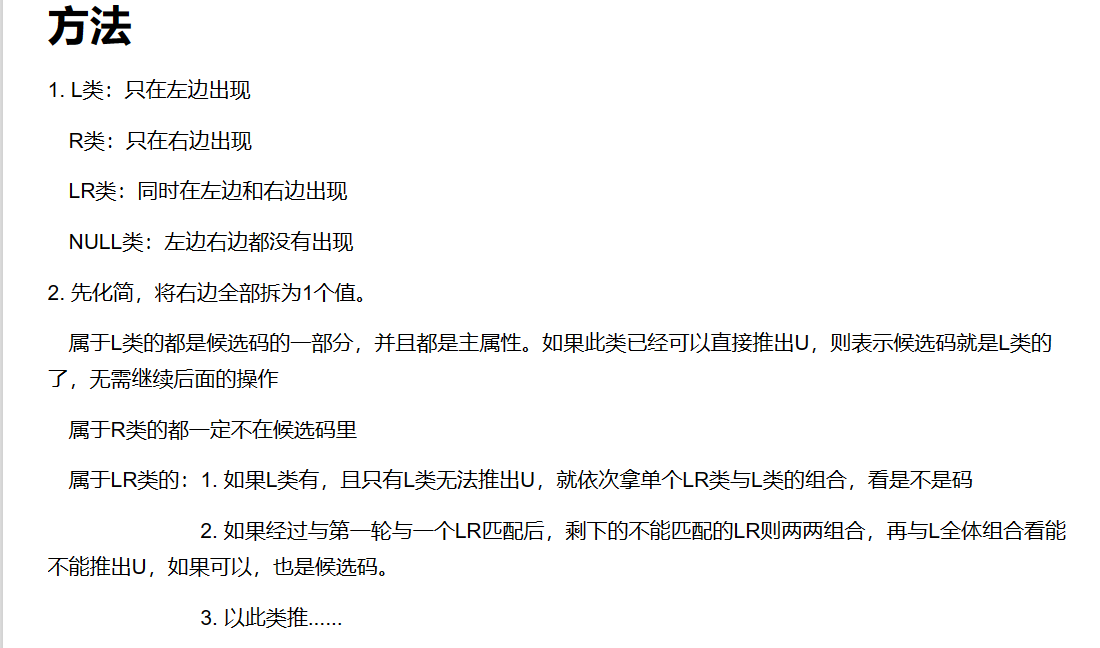 方法
1. L类：只在左边出现
R类：只在右边出现
LR类：同时在左边和右边出现
NULL类：左边右边都没有出现
2. 先化简，将右边全部拆为1个值。
属于L类的都是候选码的一部分，并且都是主属性。如果此类已经可以直接推出U，则表示候选码就是L类的
了，无需继续后面的操作
属于R类的都一定不在候选码里
属于LR类的：1. 如果L类有，且只有L类无法推出U，就依次拿单个LR类与L类的组合，看是不是码
2. 如果经过与第一轮与一个LR匹配后，剩下的不能匹配的LR则两两组合，再与L全体组合看能
不能推出U，如果可以，也是候选码。
3. 以此类推......